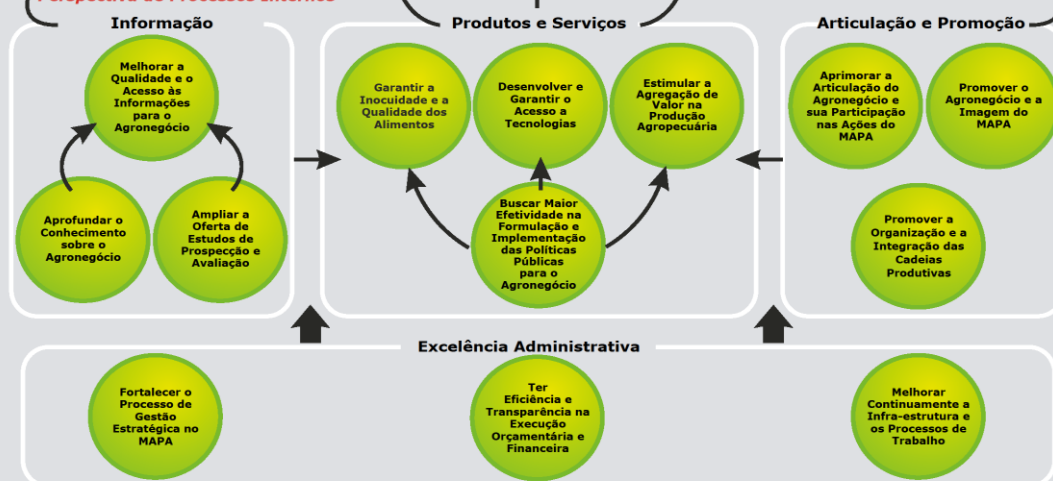 Perspectiva de Processos Internos
Informação
Melhorar a
Qualidade e o
Acesso às
Informações
para o
Agronegócio
Aprofundar o
Conhecimento
sobre o
Agronegócio
Ampliar a
Oferta de
Estudos de
Prospecção e
Avaliação
Produtos e Serviços
Garantir a
Inocuidade e a
Qualidade dos
Alimentos
Desenvolver e
Garantir o
Acesso a
Tecnologias
Estimular a
Agregação de
Valor na
Produção
Agropecuária
Buscar Maior
Efetividade na
Formulação e
Implementação
das Políticas
Públicas
para o
Agronegócio
Articulação e Promoção
Aprimorar a
Articulação do
Agronegócio e
sua Participação
nas Ações do
MAPA
Promover o
Agronegócio e a
Imagem do
MAPA
Promover a
Organização e a
Integração das
Cadeias
Produtivas
Excelência Administrativa
Fortalecer o
Processo de
Gestão
Estratégica no
MAPA
Ter
Eficiência e
Transparência na
Execução
Orçamentária e
Financeira
Melhorar
Continuamente a
Infra-estrutura e
os Processos de
Trabalho